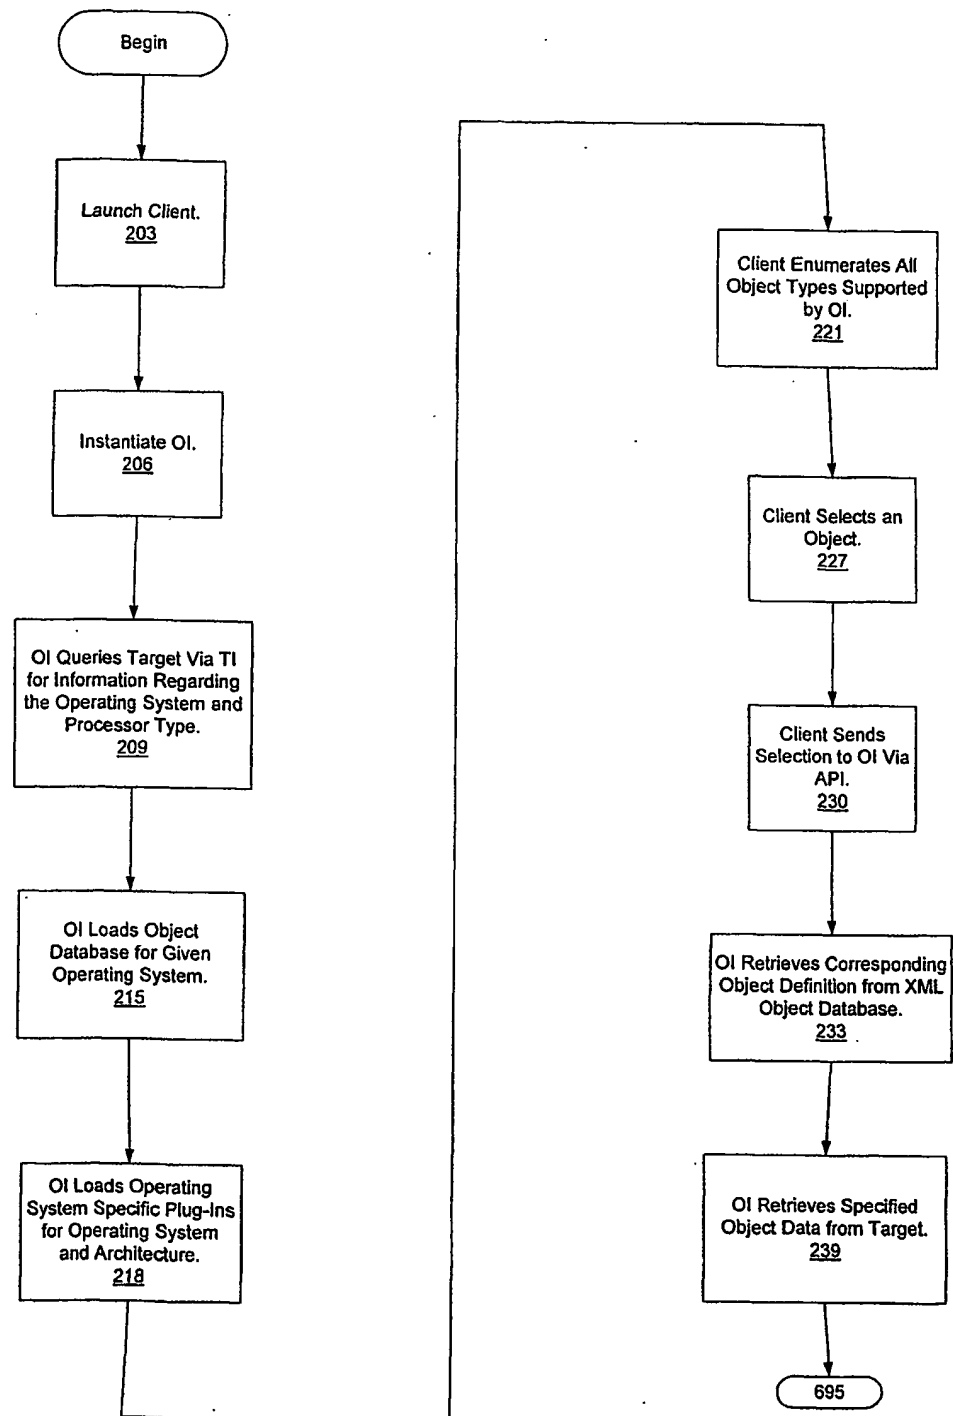 Begin
Launch Client.
203
Instantiate OI.
206
OI Queries Target Via TI
for Information Regarding
the Operating System and
Processor Type.
209
OI Loads Object
Database for Given
Operating System.
215
OI Loads Operating
System Specific Plug-Ins
for Operating System
and Architecture.
218
Client Enumerates All
Object Types Supported
by OI.
221
Client Selects an
Object.
227
Client Sends
Selection to OI Via
API.
230
OI Retrieves Corresponding
Object Definition from XML
Object Database.
233
OI Retrieves Specified
Object Data from Target.
239
695